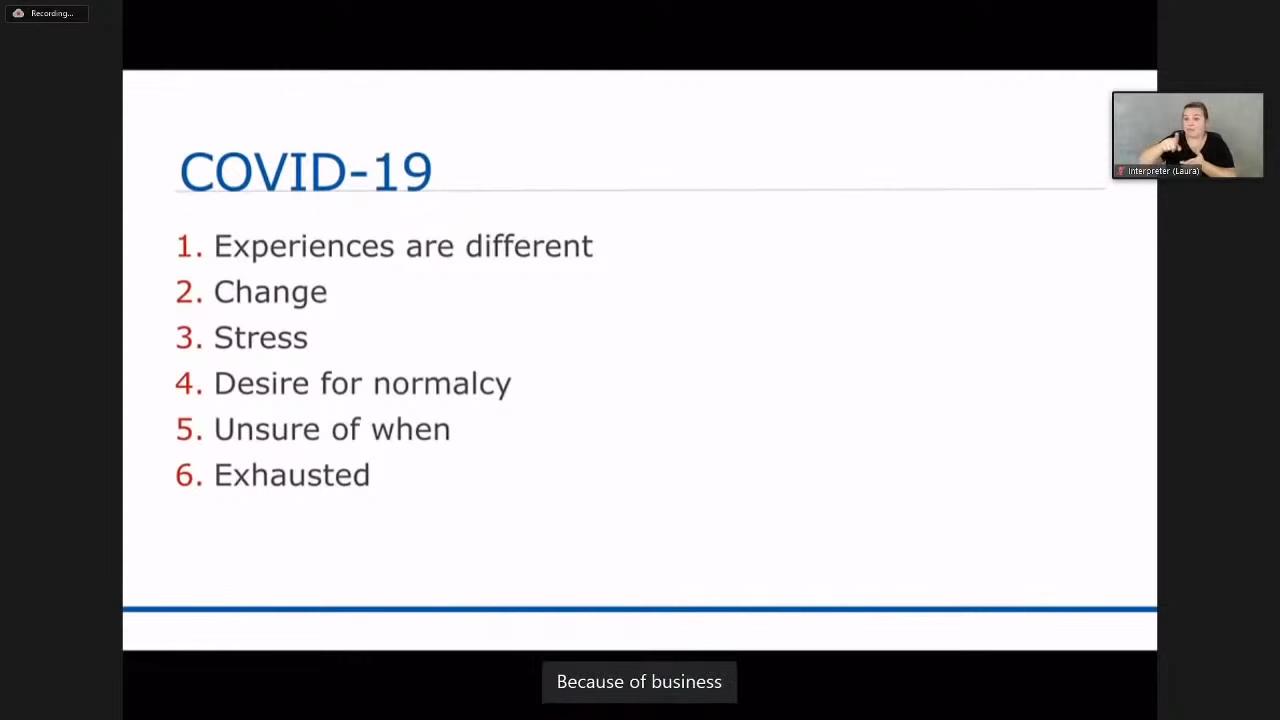 Recording...
COVID-19
Interpreter (Laura)
1. Experiences are different
2. Change
3. Stress
4. Desire for normalcy
5. Unsure of when
6. Exhausted
Because of business